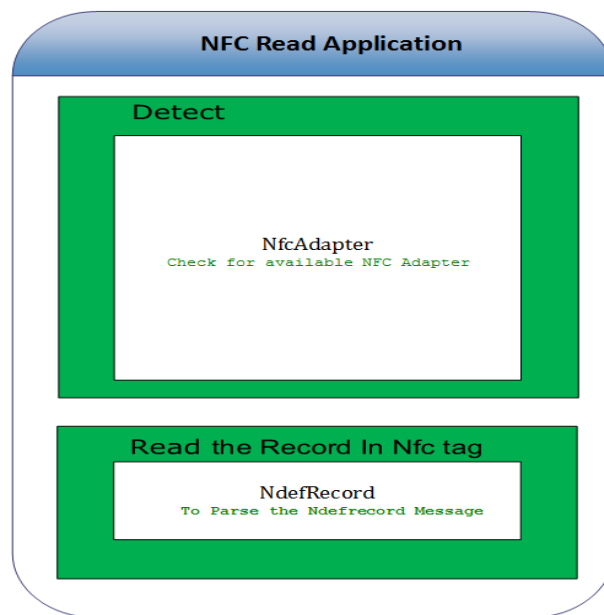 NFC Read Application
Detect
NfcAdapter
Check for available NFC Adapter
Read the Record In Nfc tag
NdefRecord
To Parse the Ndefrecord Message